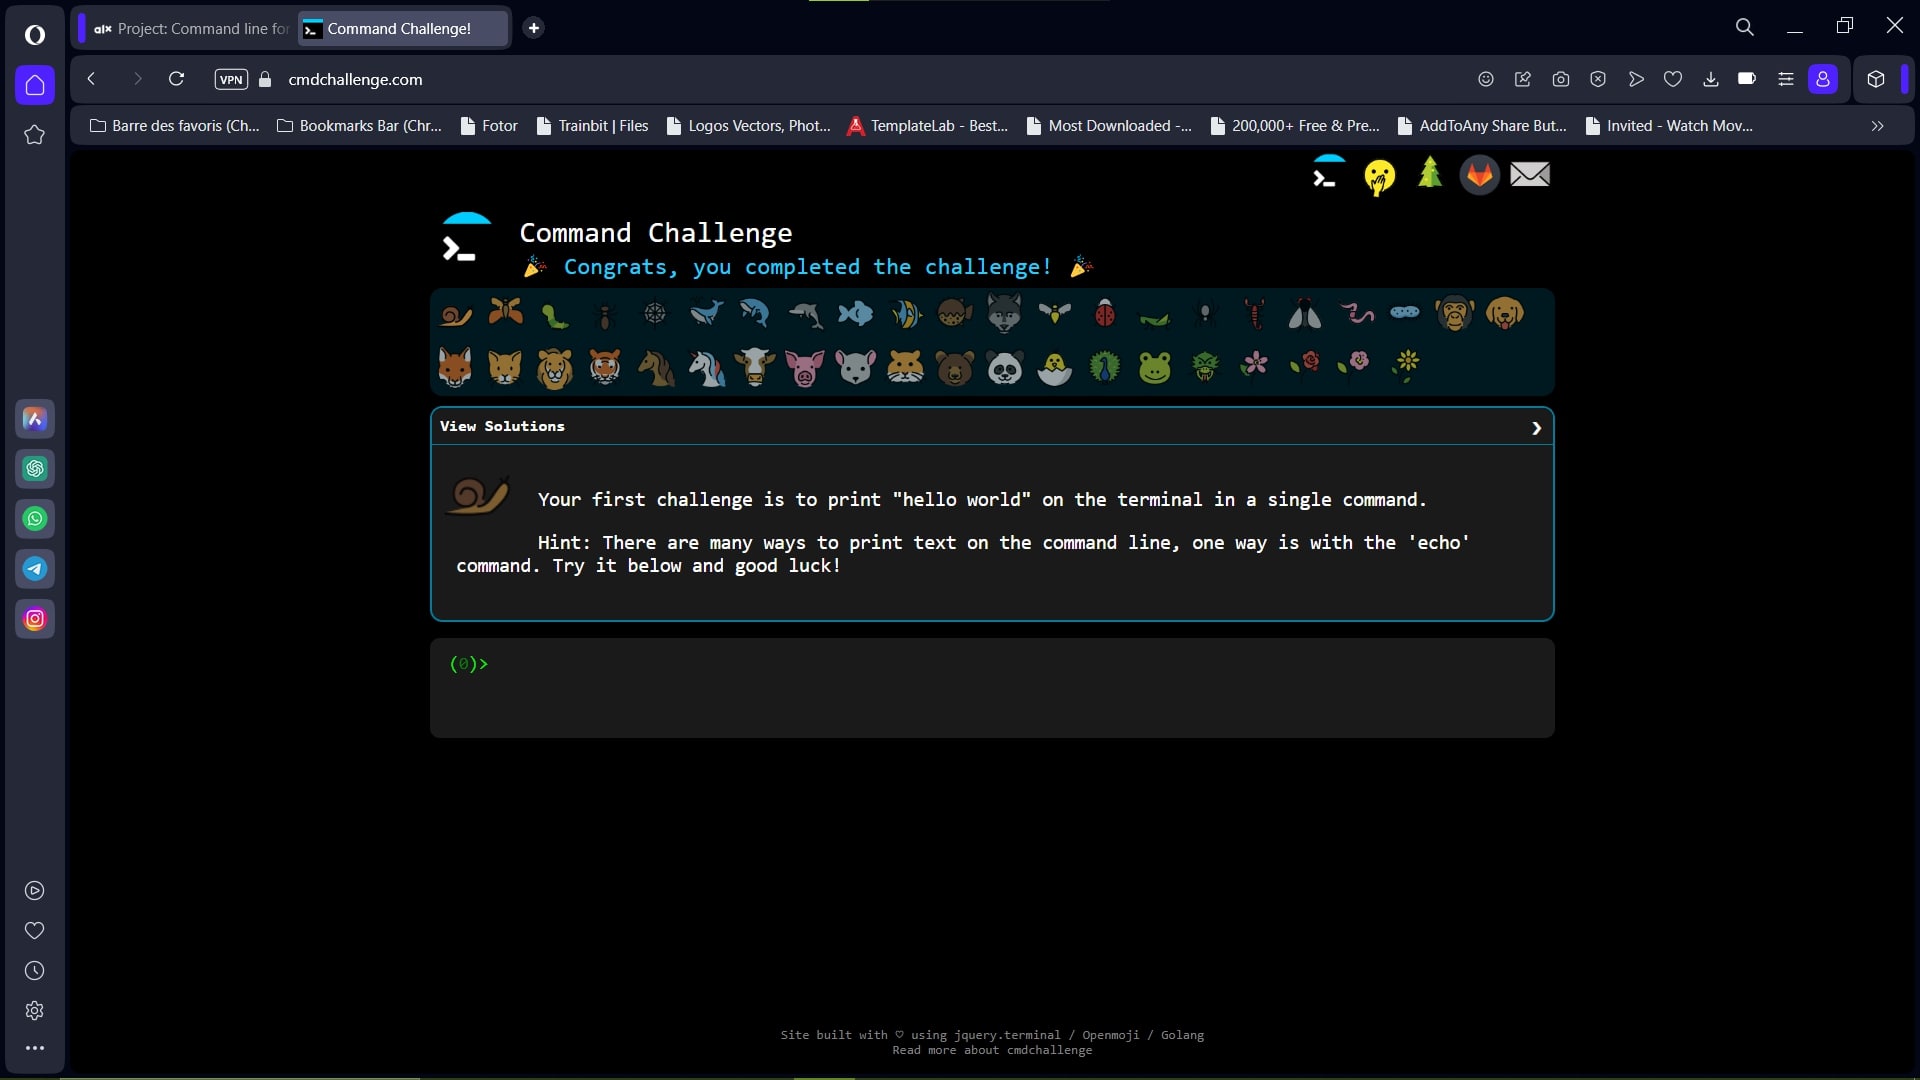 alx Project: Command line for
Command Challenge!
VPN cmdchallenge.com
Barre des favoris (Ch... Bookmarks Bar (Chr... Fotor Trainbit | Files Logos Vectors, Phot... TemplateLab - Best... Most Downloaded -... 200,000+ Free & Pre... AddToAny Share But... Invited - Watch Mov...
Command Challenge
Congrats, you completed the challenge!
View Solutions
Your first challenge is to print "hello world" on the terminal in a single command.
Hint: There are many ways to print text on the command line, one way is with the 'echo'
command. Try it below and good luck!
(0)>
Site built with ♡ using jquery.terminal / Openmoji / Golang
Read more about cmdchallenge